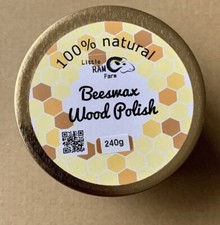 100% natural
Little
RAM
Farm
Beeswax
Wood Polish
240g